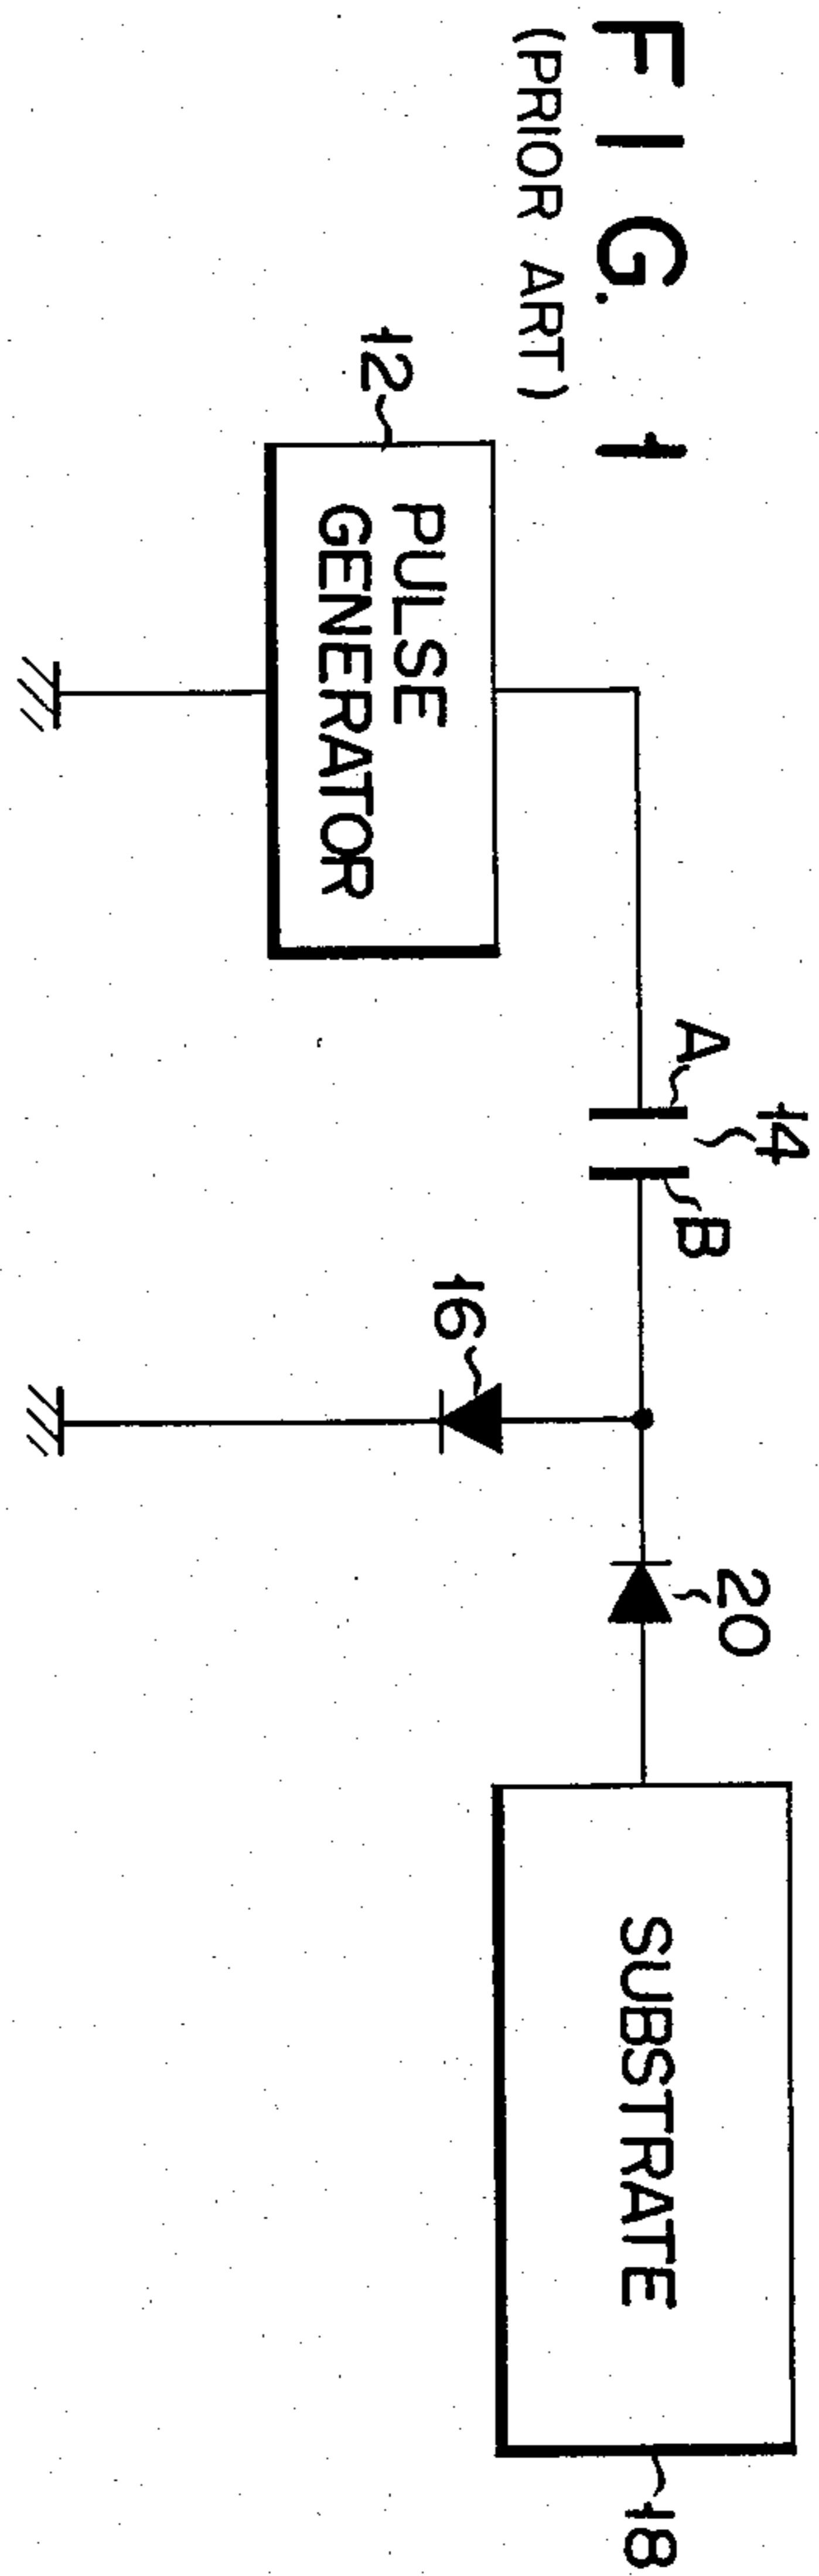 FIG. 1
(PRIOR ART)
12
PULSE
GENERATOR
A
14
B
16
20
SUBSTRATE
18